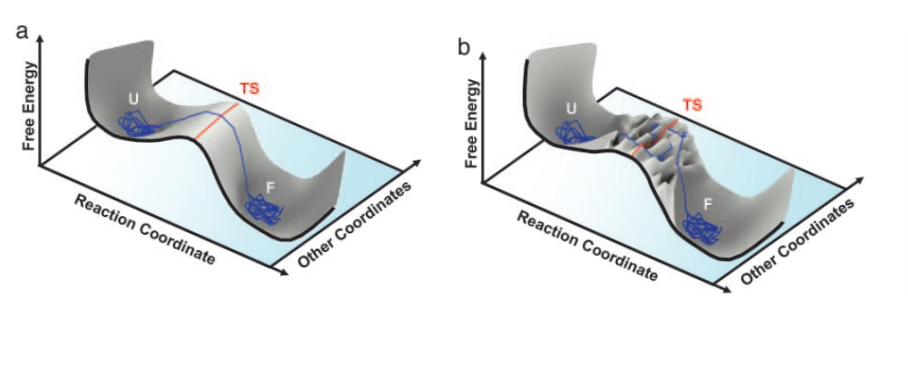 a
Free Energy
U
TS
F
Reaction Coordinate
Other Coordinates
b
Free Energy
U
TS
F
Reaction Coordinate
Other Coordinates